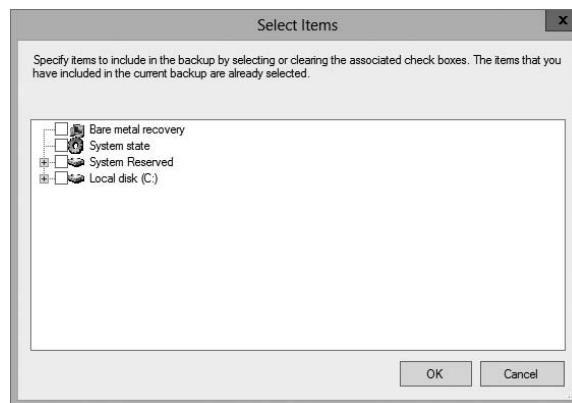 Select Items
x
Specify items to include in the backup by selecting or clearing the associated check boxes. The items that you
have included in the current backup are already selected.
Bare metal recovery
System state
System Reserved
Local disk (C:)
OK Cancel